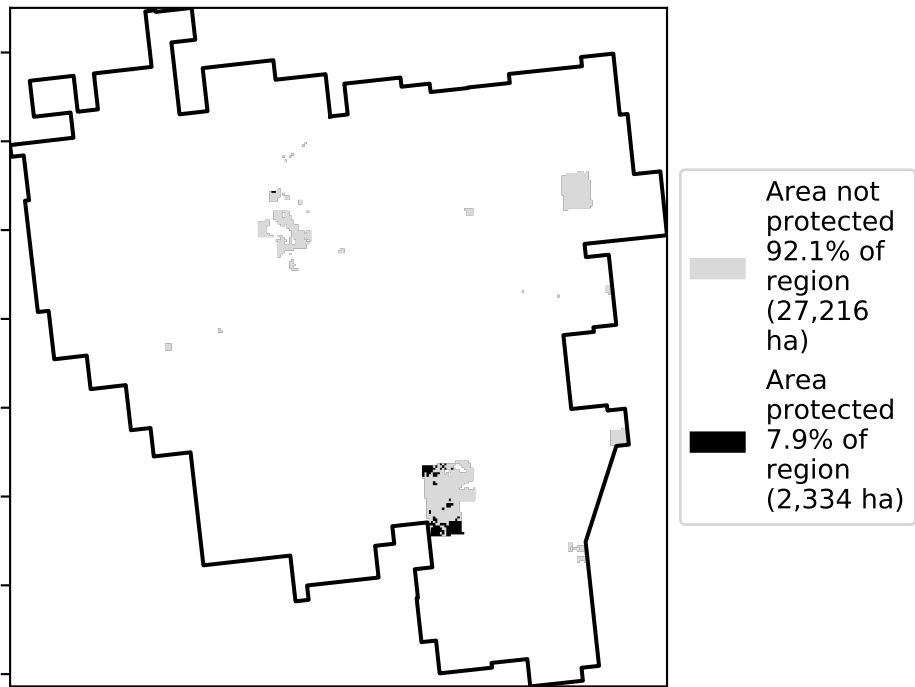 Area not
protected
92.1% of
region
(27,216
ha)
Area
protected
7.9% of
region
(2,334 ha)